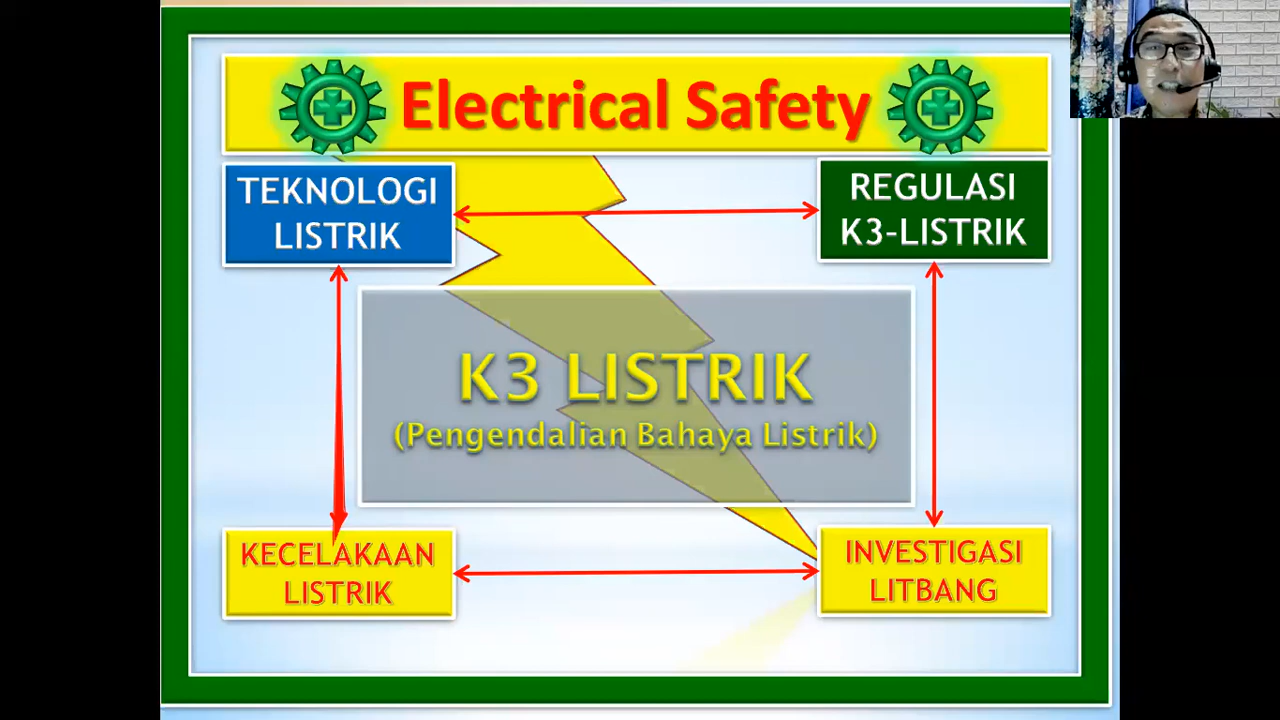 Electrical Safety
TEKNOLOGI
LISTRIK
REGULASI
K3-LISTRIK
K3 LISTRIK
(Pengendalian Bahaya Listrik)
KECELAKAAN
LISTRIK
INVESTIGASI
LITBANG